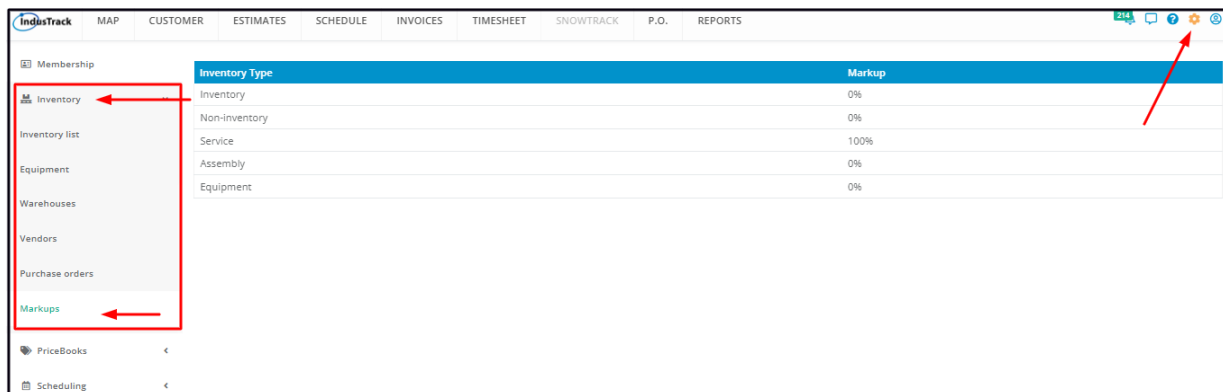 IndusTrack MAP CUSTOMER ESTIMATES SCHEDULE INVOICES TIMESHEET SNOWTRACK P.O. REPORTS 214
Membership
Inventory
Inventory list
Equipment
Warehouses
Vendors
Purchase orders
Markups
PriceBooks
Scheduling
Inventory Type Markup
Inventory 0%
Non-inventory 0%
Service 100%
Assembly 0%
Equipment 0%